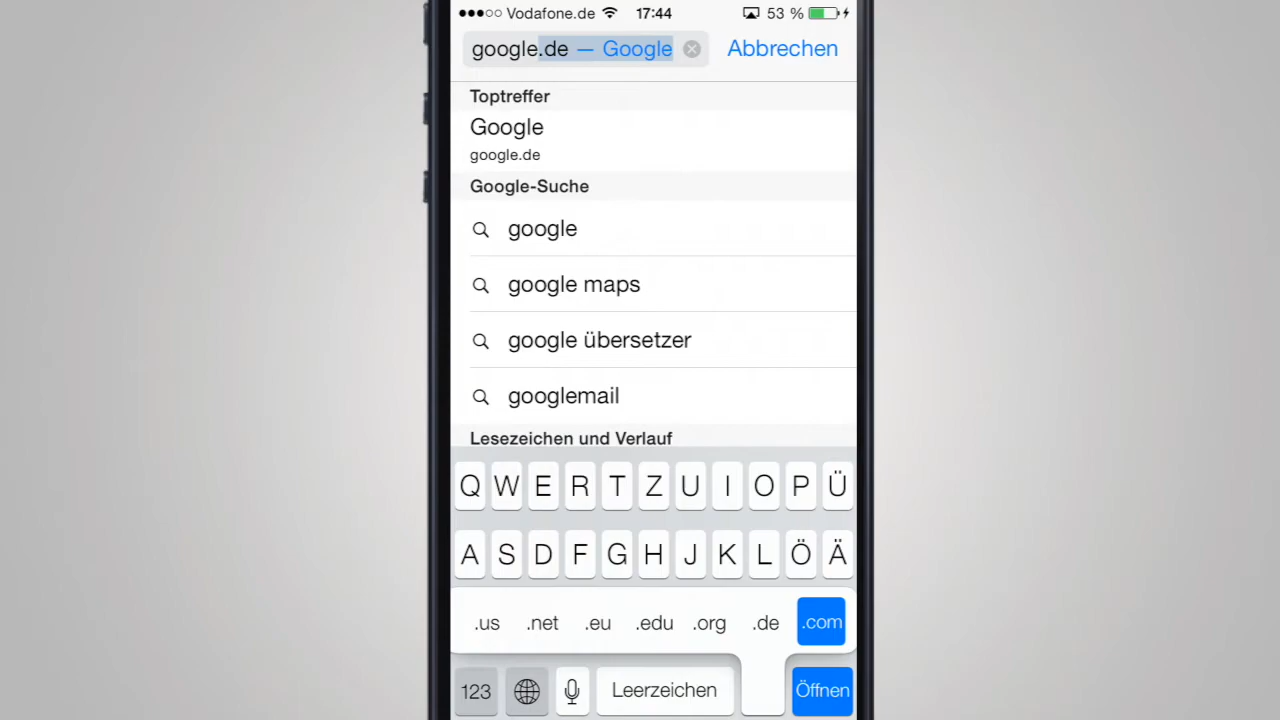 Vodafone.de 17:44 53 %
google.de — Google Abbrechen
Toptreffer
Google
google.de
Google-Suche
google
google maps
google übersetzer
googlemail
Lesezeichen und Verlauf
Q W E R T Z U I O P Ü
A S D F G H J K L Ö Ä
.us .net .eu .edu .org .de .com
123 Leerzeichen Öffnen